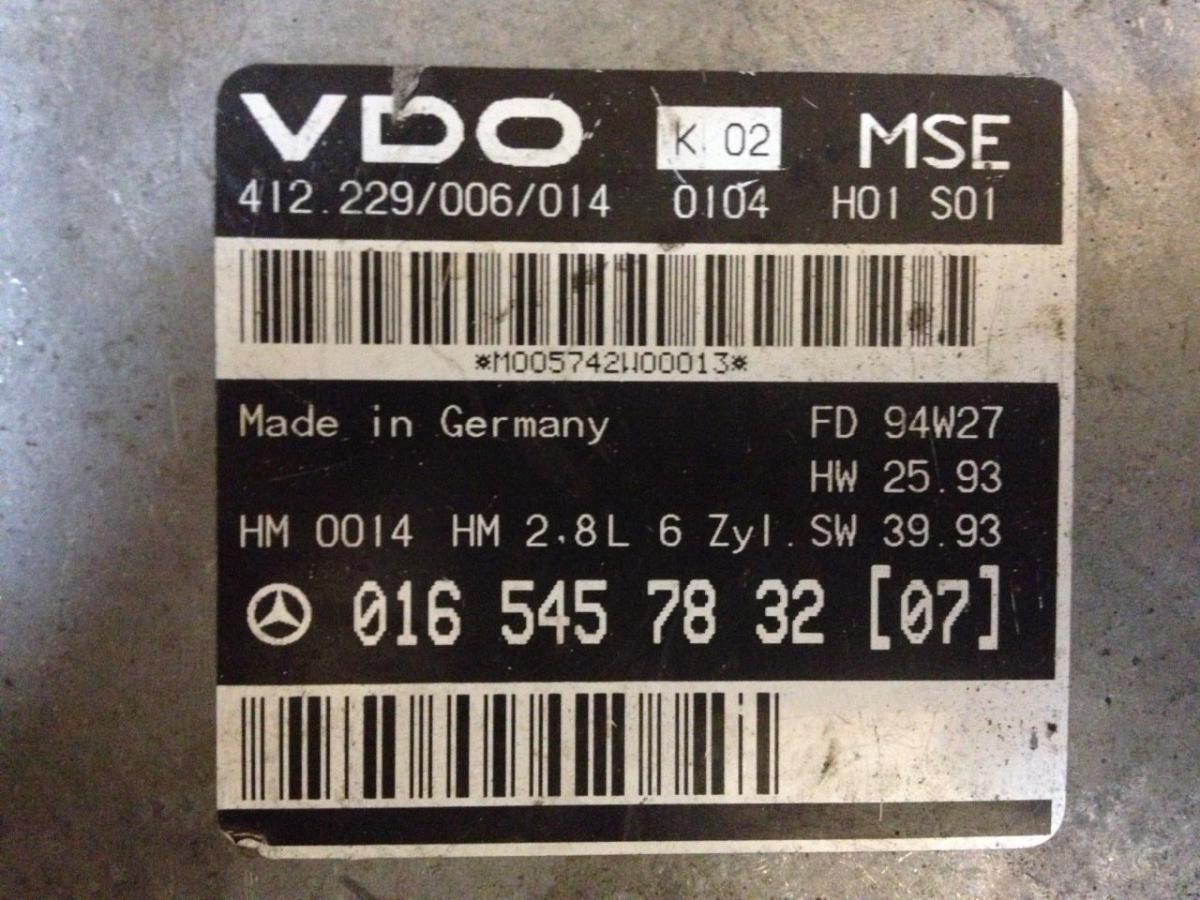 VDO K 02 MSE
412.229/006/014 0104 H01 S01
*M005742W00013*
Made in Germany FD 94W27
HW 25.93
HM 0014 HM 2.8L 6 Zyl. SW 39.93
016 545 78 32 [07]